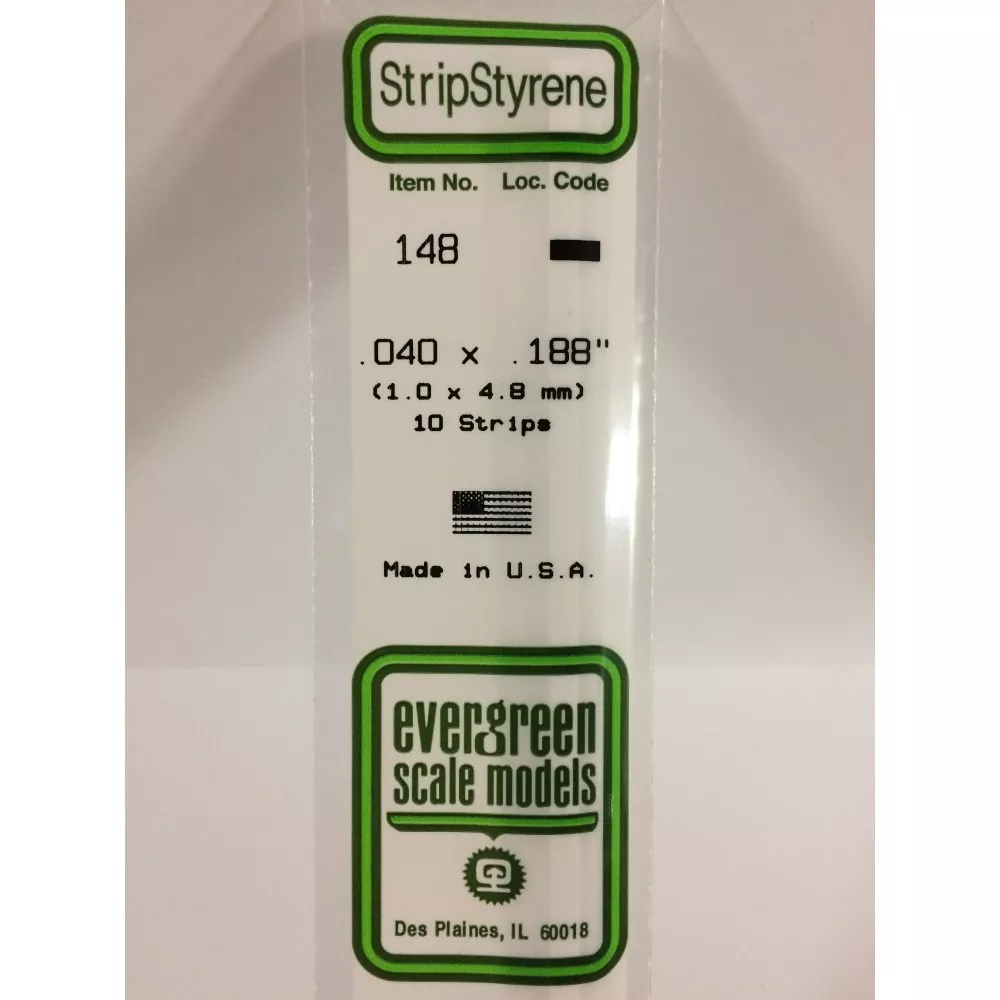 StripStyrene
Item No. Loc. Code
148
.040 x .188"
(1.0 x 4.8 mm)
10 Strips
Made in U.S.A.
evergreen
scale models
Des Plaines, IL 60018